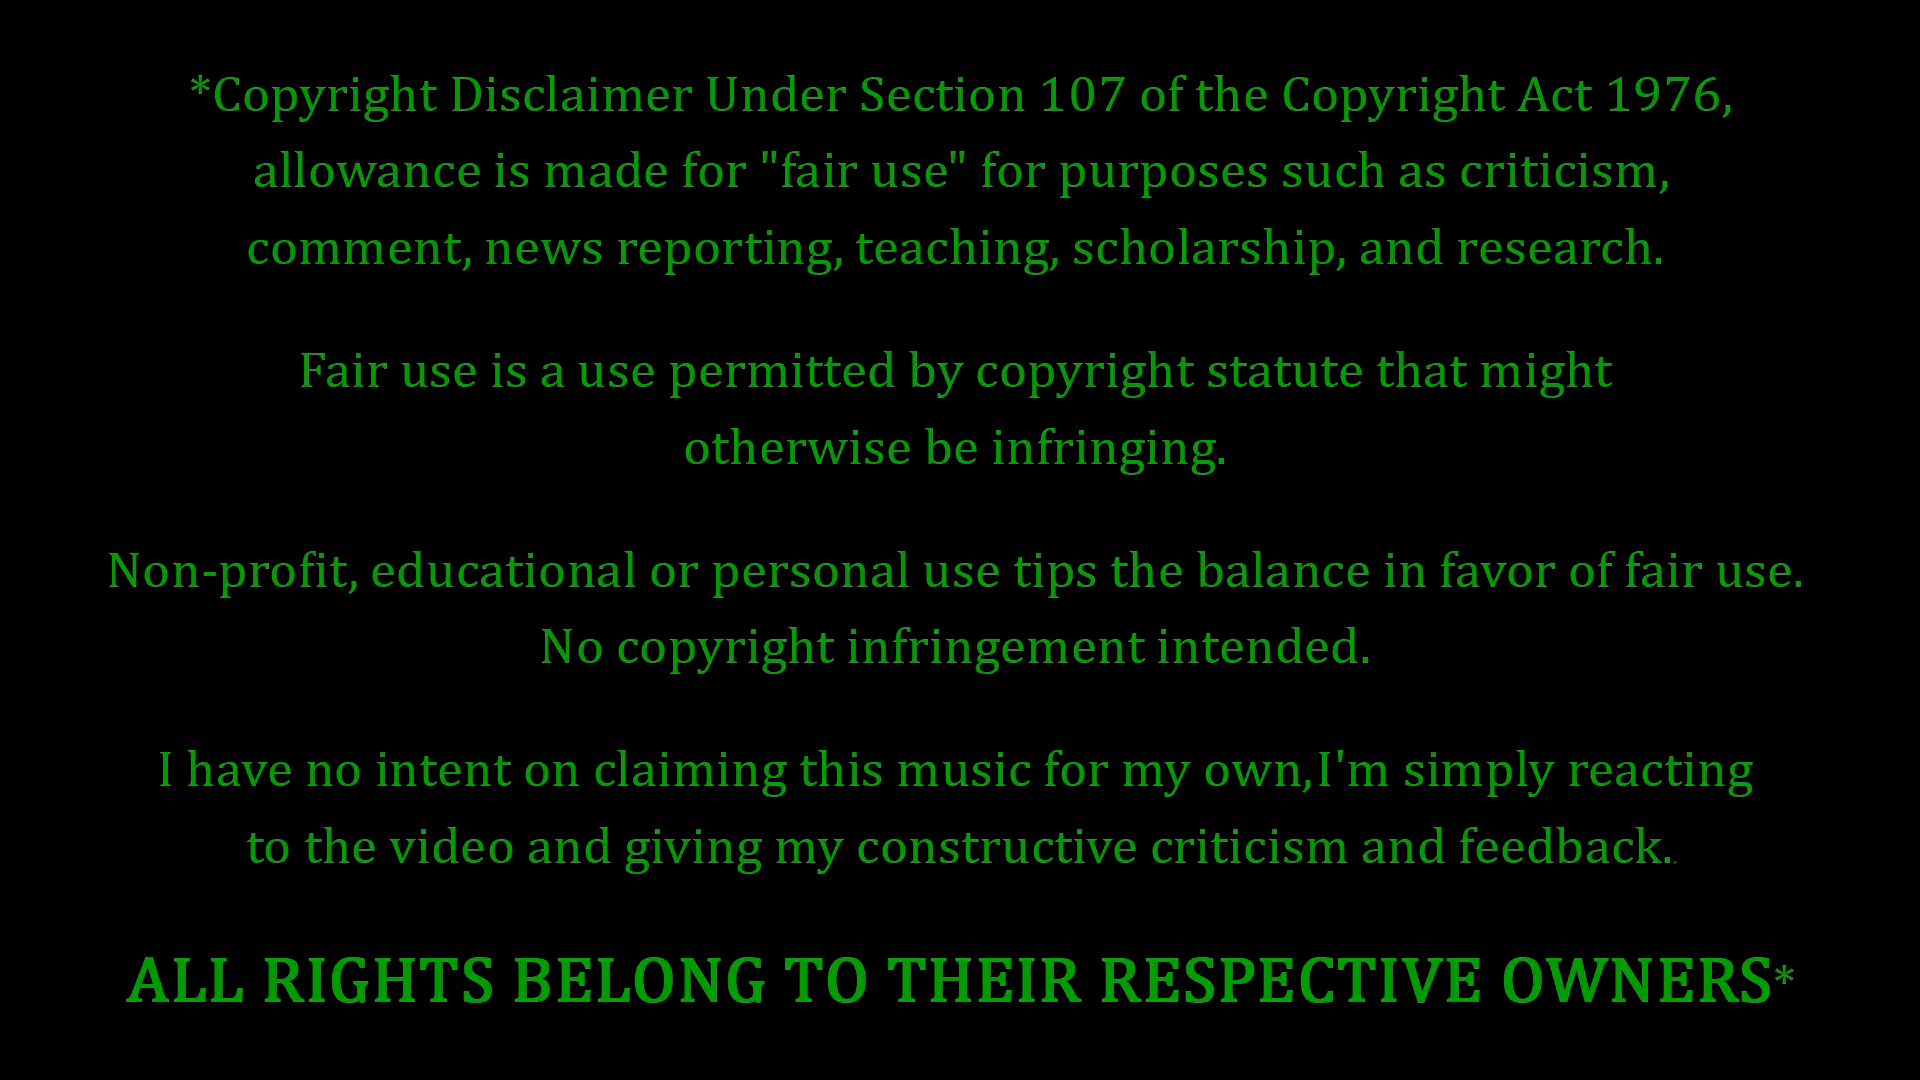 *Copyright Disclaimer Under Section 107 of the Copyright Act 1976,
allowance is made for "fair use" for purposes such as criticism,
comment, news reporting, teaching, scholarship, and research.
Fair use is a use permitted by copyright statute that might
otherwise be infringing.
Non-profit, educational or personal use tips the balance in favor of fair use.
No copyright infringement intended.
I have no intent on claiming this music for my own,I'm simply reacting
to the video and giving my constructive criticism and feedback..
ALL RIGHTS BELONG TO THEIR RESPECTIVE OWNERS*